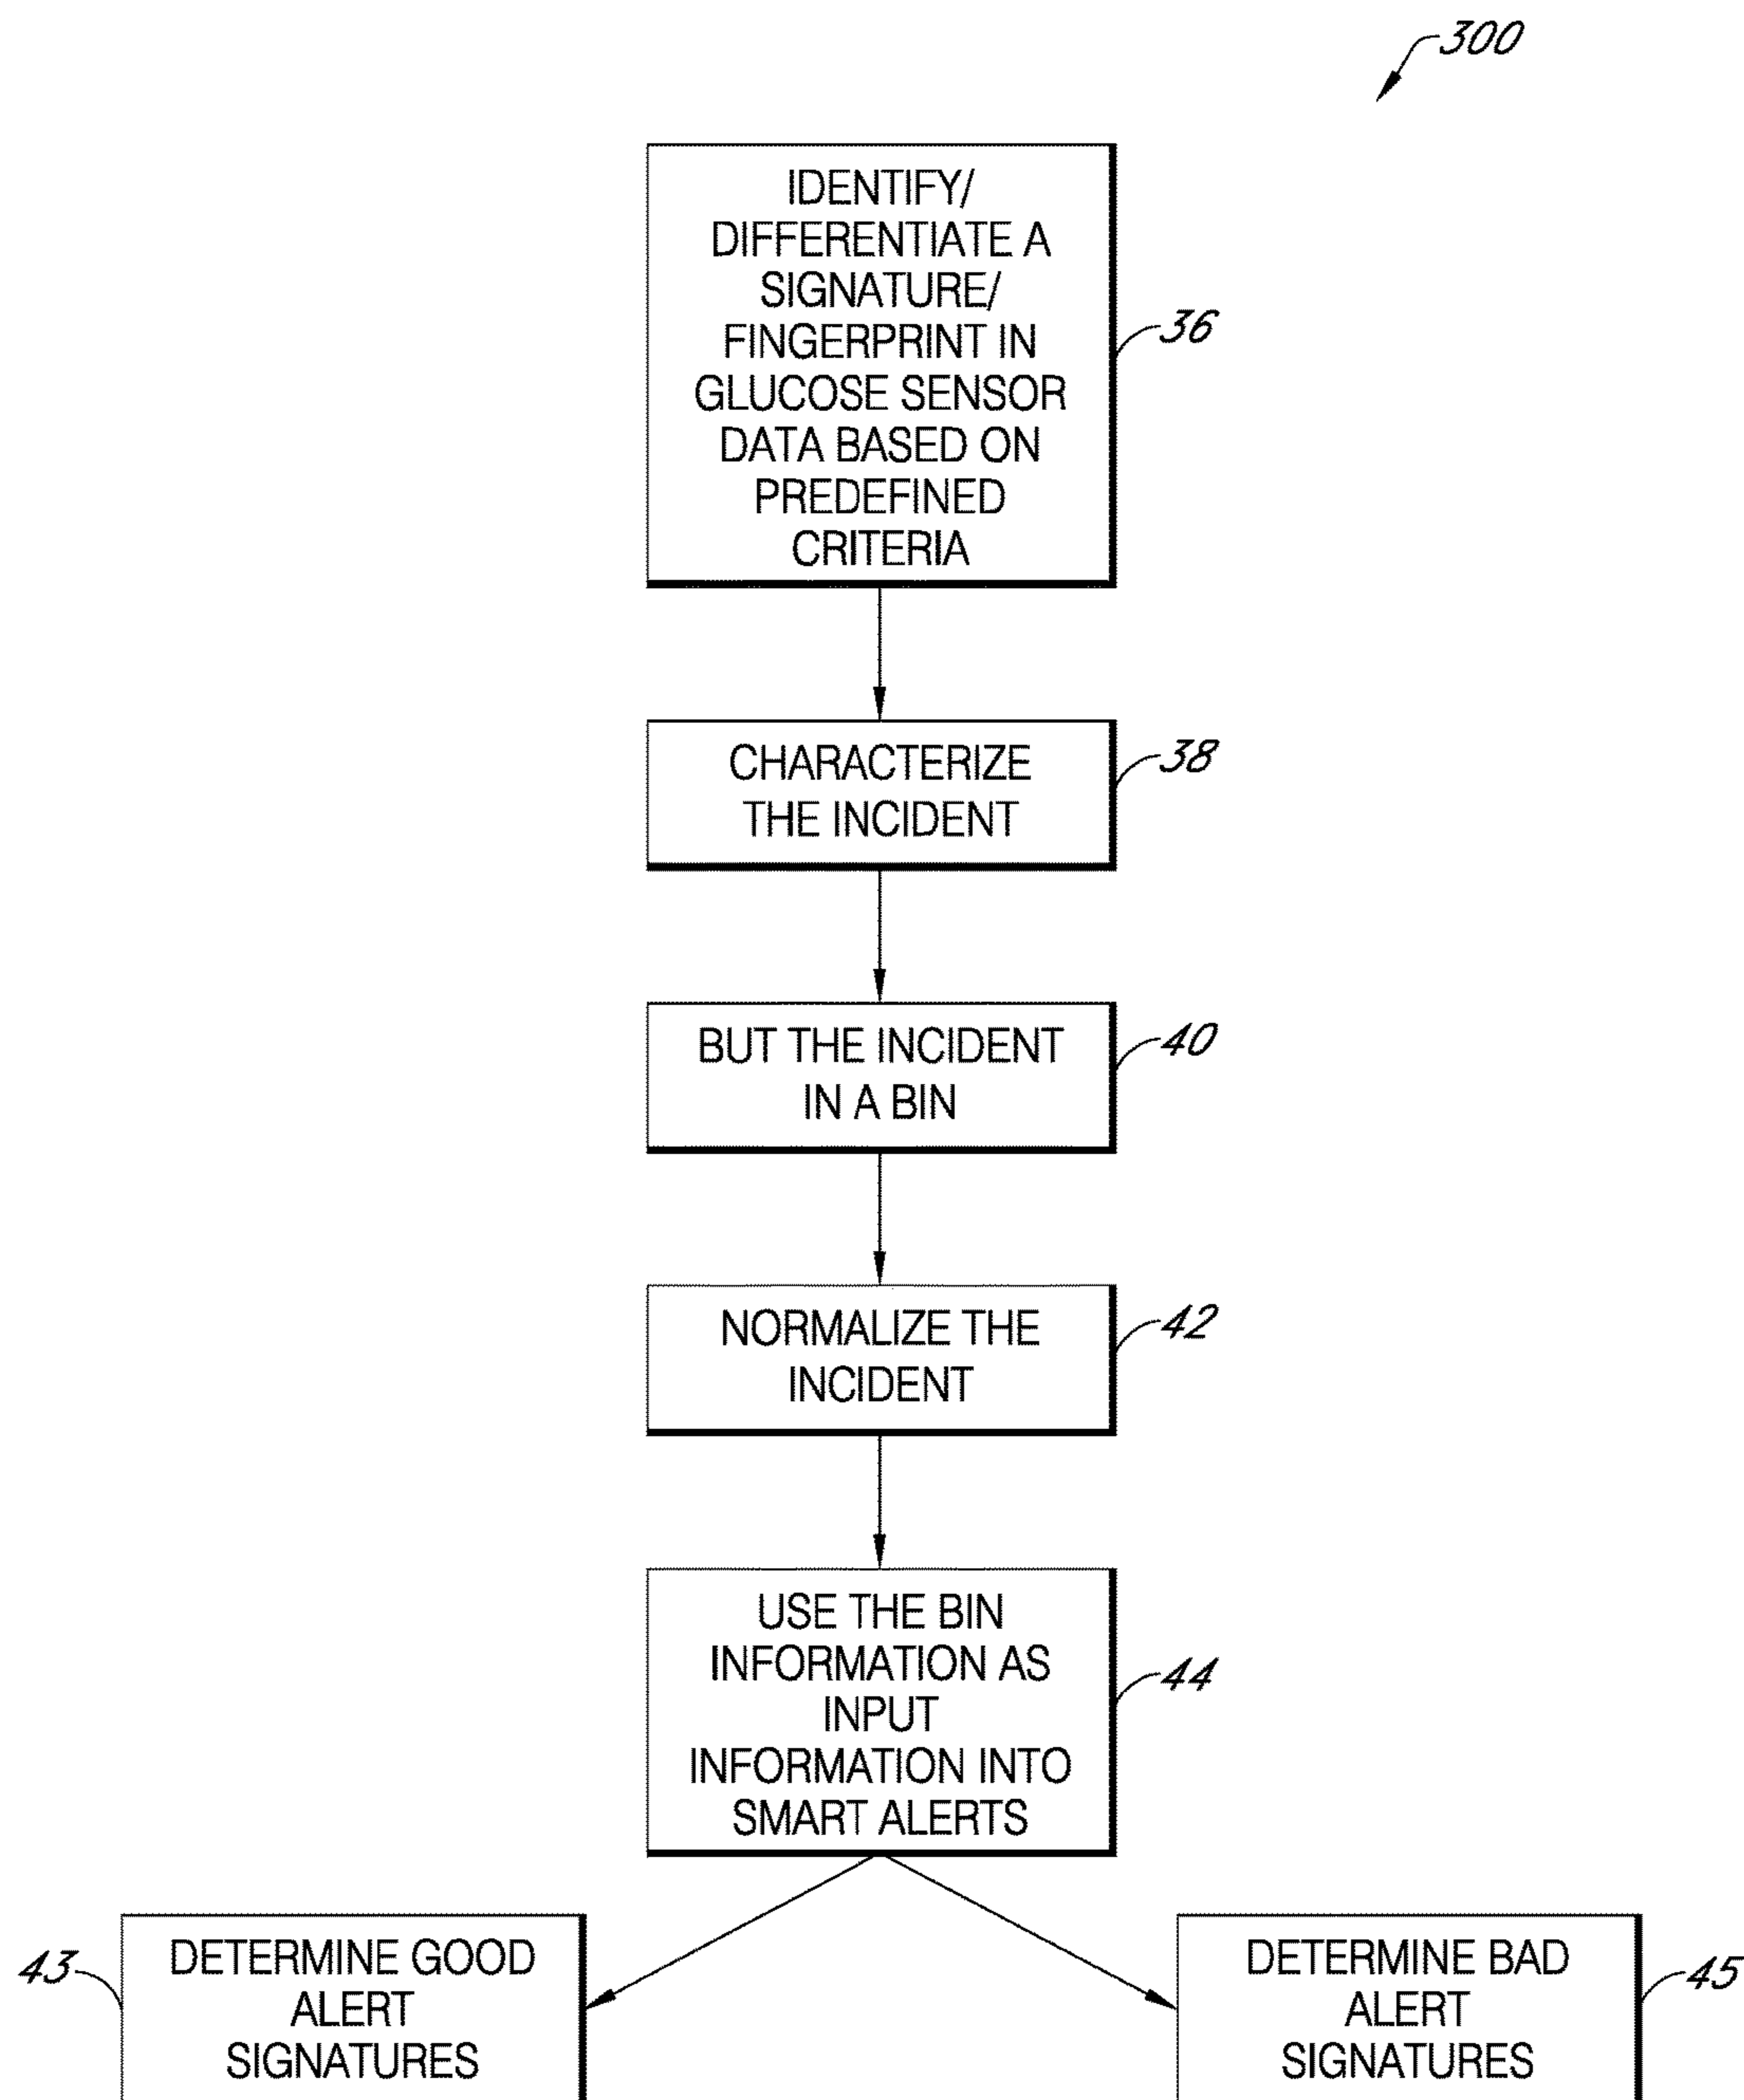 300
IDENTIFY/
DIFFERENTIATE A
SIGNATURE/
FINGERPRINT IN
GLUCOSE SENSOR
DATA BASED ON
PREDEFINED
CRITERIA
36
CHARACTERIZE
THE INCIDENT
38
BUT THE INCIDENT
IN A BIN
40
NORMALIZE THE
INCIDENT
42
USE THE BIN
INFORMATION AS
INPUT
INFORMATION INTO
SMART ALERTS
44
43
DETERMINE GOOD
ALERT
SIGNATURES
DETERMINE BAD
ALERT
SIGNATURES
45